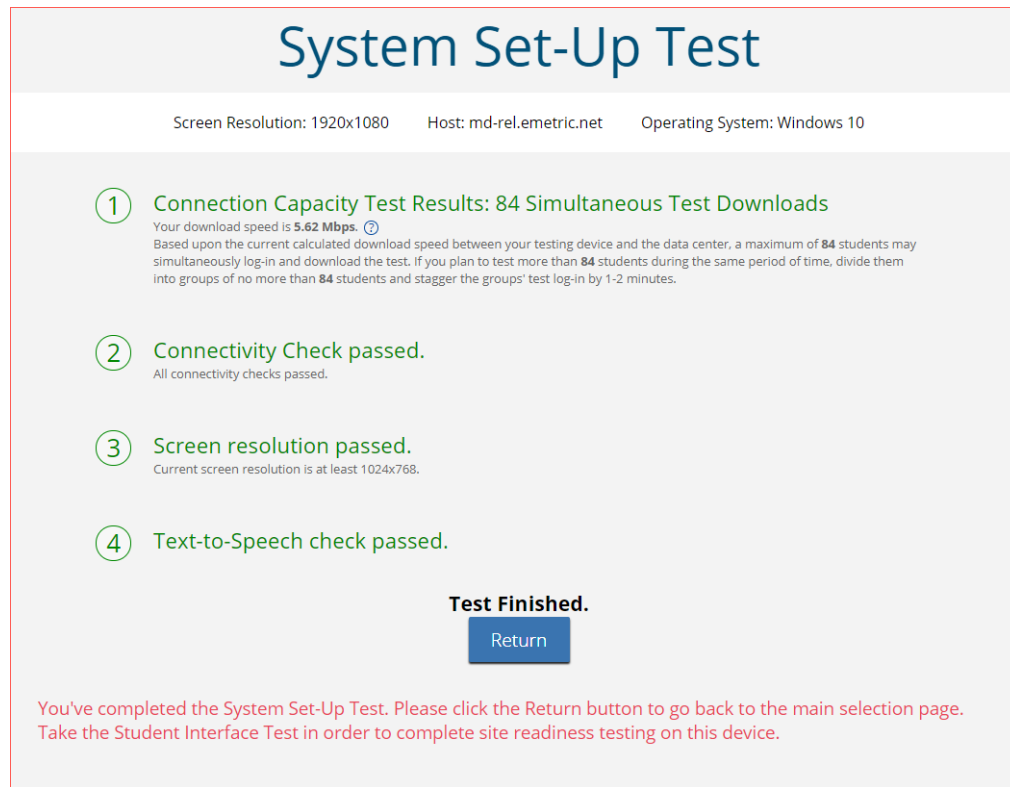 System Set-Up Test
Screen Resolution: 1920x1080 Host: md-rel.emetric.net Operating System: Windows 10
1 Connection Capacity Test Results: 84 Simultaneous Test Downloads
Your download speed is 5.62 Mbps. ?
Based upon the current calculated download speed between your testing device and the data center, a maximum of 84 students may
simultaneously log-in and download the test. If you plan to test more than 84 students during the same period of time, divide them
into groups of no more than 84 students and stagger the groups' test log-in by 1-2 minutes.
2 Connectivity Check passed.
All connectivity checks passed.
3 Screen resolution passed.
Current screen resolution is at least 1024x768.
4 Text-to-Speech check passed.
Test Finished.
Return
You've completed the System Set-Up Test. Please click the Return button to go back to the main selection page.
Take the Student Interface Test in order to complete site readiness testing on this device.